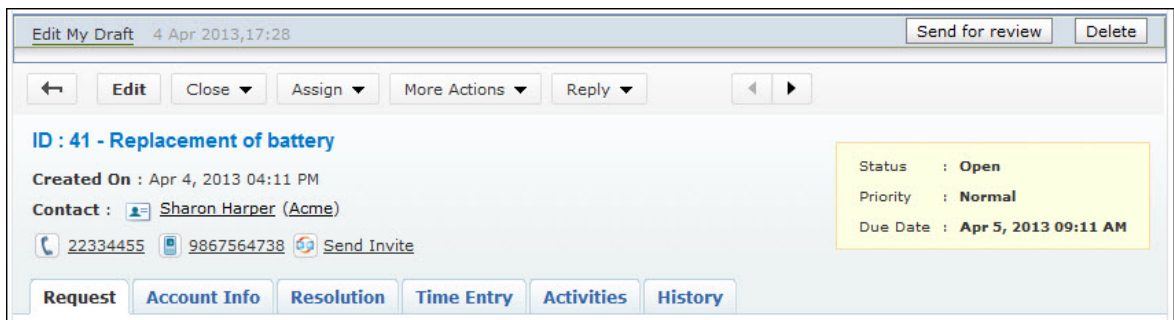 Edit My Draft 4 Apr 2013,17:28 Send for review Delete
Edit Close Assign More Actions Reply
ID : 41 - Replacement of battery
Created On : Apr 4, 2013 04:11 PM
Contact : Sharon Harper (Acme)
22334455 9867564738 Send Invite
Status : Open
Priority : Normal
Due Date : Apr 5, 2013 09:11 AM
Request Account Info Resolution Time Entry Activities History